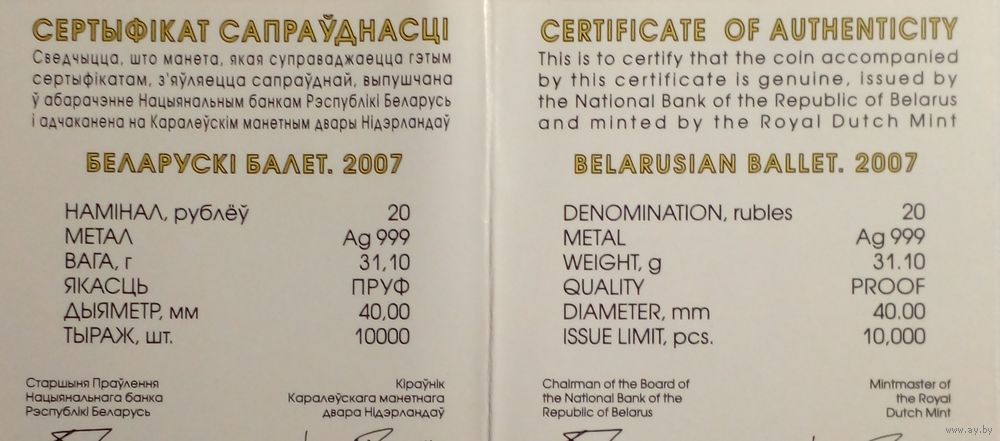 СЕРТЫФІКАТ САПРАЎДНАСЦІ
Сведчыцца, што манета, якая суправаджаецца гэтым
сертыфікатам, з'яўляецца сапраўднай, выпушчана
ў абарачэнне Нацыянальным банкам Рэспублікі Беларусь
і адчаканена на Каралеўскім манетным двары Нідэрландаў
БЕЛАРУСКІ БАЛЕТ. 2007
НАМІНАЛ, рублёў 20
МЕТАЛ Ag 999
ВАГА, г 31,10
ЯКАСЦЬ ПРУФ
ДЫЯМЕТР, мм 40,00
ТЫРАЖ, шт. 10000
Старшыня Праўлення
Нацыянальнага банка
Рэспублікі Беларусь
Кіраўнік
Каралеўскага манетнага
двара Нідэрландаў
CERTIFICATE OF AUTHENTICITY
This is to certify that the coin accompanied
by this certificate is genuine, issued by
the National Bank of the Republic of Belarus
and minted by the Royal Dutch Mint
BELARUSIAN BALLET. 2007
DENOMINATION, rubles 20
METAL Ag 999
WEIGHT, g 31.10
QUALITY PROOF
DIAMETER, mm 40.00
ISSUE LIMIT, pcs. 10,000
Chairman of the Board of
the National Bank of the
Republic of Belarus
Mintmaster of
the Royal
Dutch Mint
www.ay.by